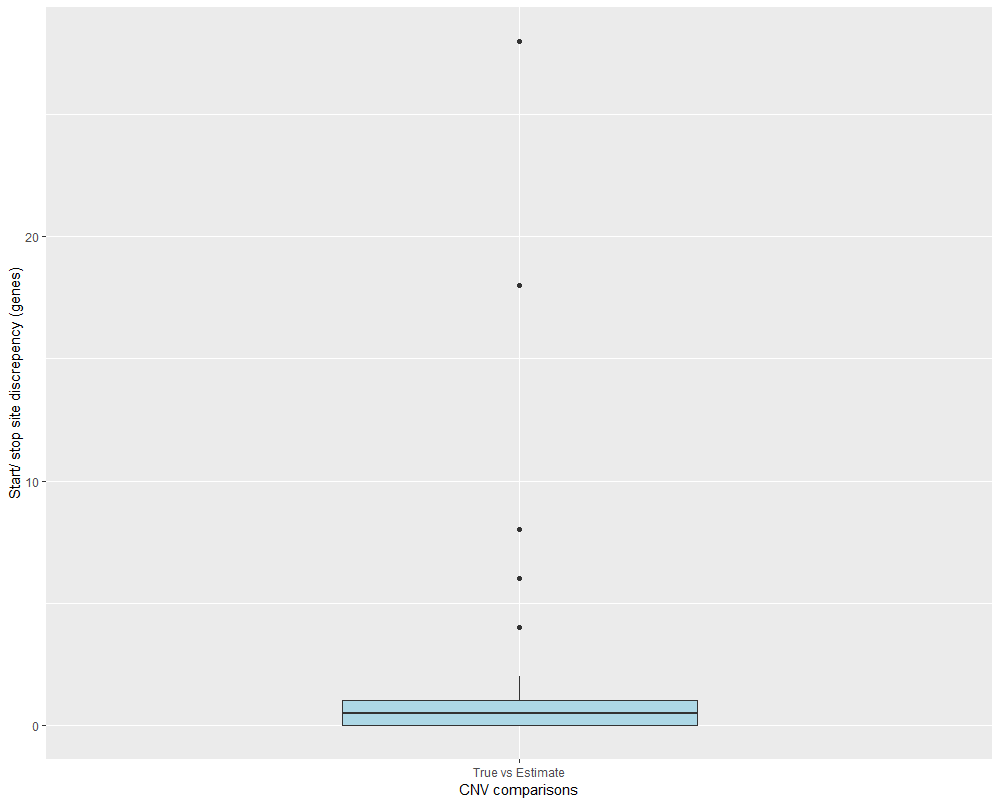 Start/ stop site discrepency (genes)
20
10
0
True vs Estimate
CNV comparisons